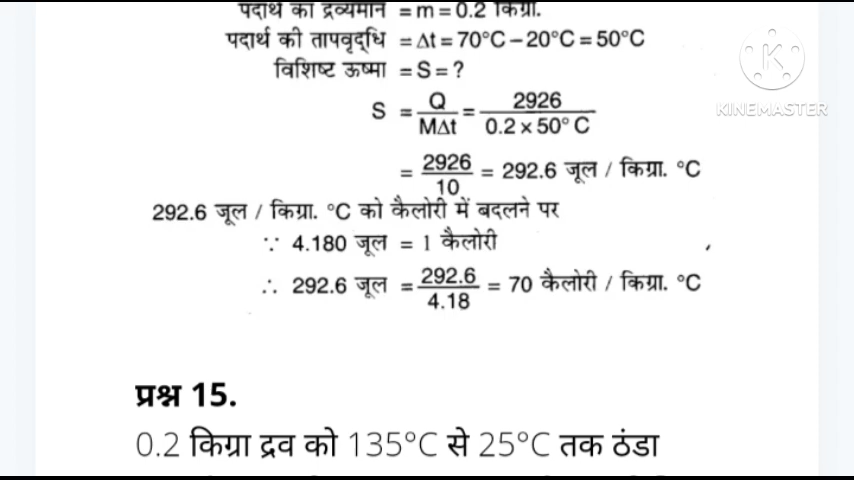 पदार्थ का द्रव्यमान = m = 0.2 किग्रा.
पदार्थ की तापवृद्धि = Δt = 70°C – 20°C = 50°C
विशिष्ट ऊष्मा = S = ?
S = Q / MΔt = 2926 / 0.2 × 50° C
= 2926 / 10 = 292.6 जूल / किग्रा. °C
292.6 जूल / किग्रा. °C को कैलोरी में बदलने पर
∵ 4.180 जूल = 1 कैलोरी
∴ 292.6 जूल = 292.6 / 4.18 = 70 कैलोरी / किग्रा. °C
प्रश्न 15.
0.2 किग्रा द्रव को 135°C से 25°C तक ठंडा
KINEMASTER